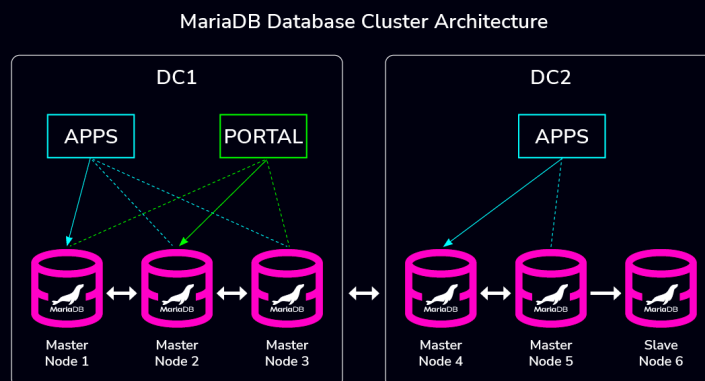 MariaDB Database Cluster Architecture
DC1
DC2
APPS
PORTAL
APPS
MariaDB
MariaDB
MariaDB
MariaDB
MariaDB
MariaDB
Master
Node 1
Master
Node 2
Master
Node 3
Master
Node 4
Master
Node 5
Slave
Node 6